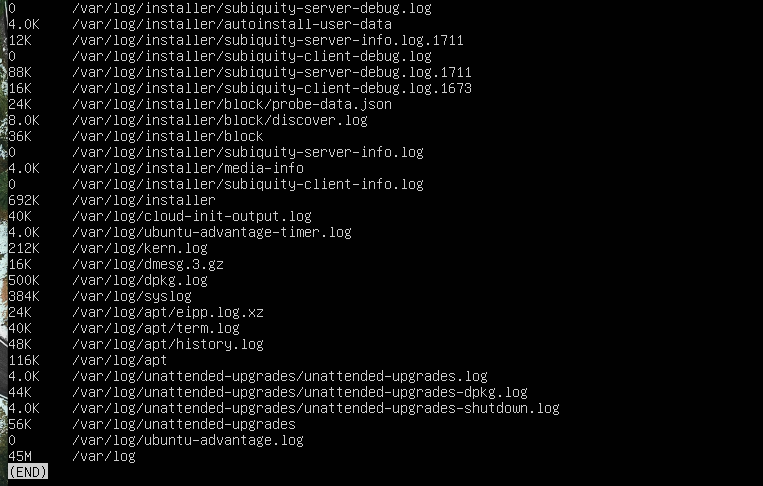 0 /var/log/installer/subiquity-server-debug.log
4.0K /var/log/installer/autoinstall-user-data
12K /var/log/installer/subiquity-server-info.log.1711
0 /var/log/installer/subiquity-client-debug.log
88K /var/log/installer/subiquity-server-debug.log.1711
16K /var/log/installer/subiquity-client-debug.log.1673
24K /var/log/installer/block/probe-data.json
8.0K /var/log/installer/block/discover.log
36K /var/log/installer/block
0 /var/log/installer/subiquity-server-info.log
4.0K /var/log/installer/media-info
0 /var/log/installer/subiquity-client-info.log
692K /var/log/installer
40K /var/log/cloud-init-output.log
4.0K /var/log/ubuntu-advantage-timer.log
212K /var/log/kern.log
16K /var/log/dmesg.3.gz
500K /var/log/dpkg.log
384K /var/log/syslog
24K /var/log/apt/eipp.log.xz
40K /var/log/apt/term.log
48K /var/log/apt/history.log
116K /var/log/apt
4.0K /var/log/unattended-upgrades/unattended-upgrades.log
44K /var/log/unattended-upgrades/unattended-upgrades-dpkg.log
4.0K /var/log/unattended-upgrades/unattended-upgrades-shutdown.log
56K /var/log/unattended-upgrades
0 /var/log/ubuntu-advantage.log
45M /var/log
(END)